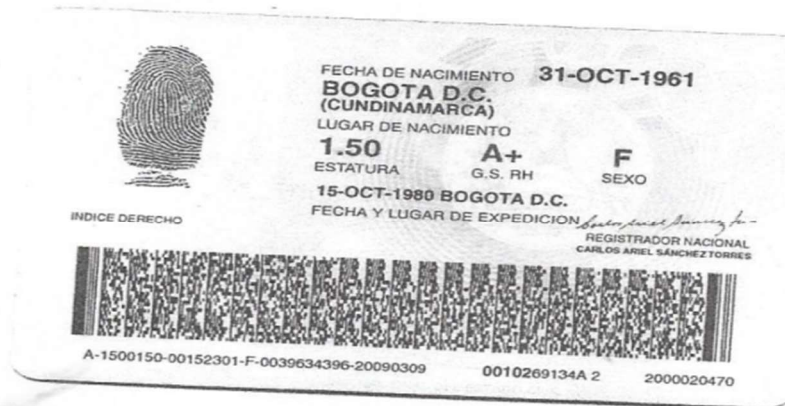 FECHA DE NACIMIENTO 31-OCT-1961
BOGOTA D.C.
(CUNDINAMARCA)
LUGAR DE NACIMIENTO
1.50 A+ F
ESTATURA G.S. RH SEXO
15-OCT-1980 BOGOTA D.C.
FECHA Y LUGAR DE EXPEDICION
INDICE DERECHO
REGISTRADOR NACIONAL
CARLOS ARIEL SÁNCHEZ TORRES
A-1500150-00152301-F-0039634396-20090309 0010269134A 2 2000020470